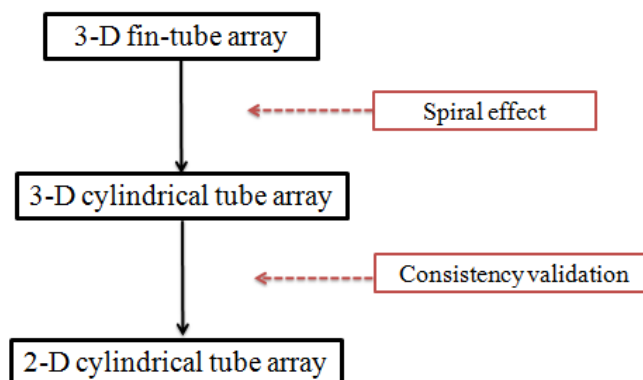 3-D fin-tube array
Spiral effect
3-D cylindrical tube array
Consistency validation
2-D cylindrical tube array